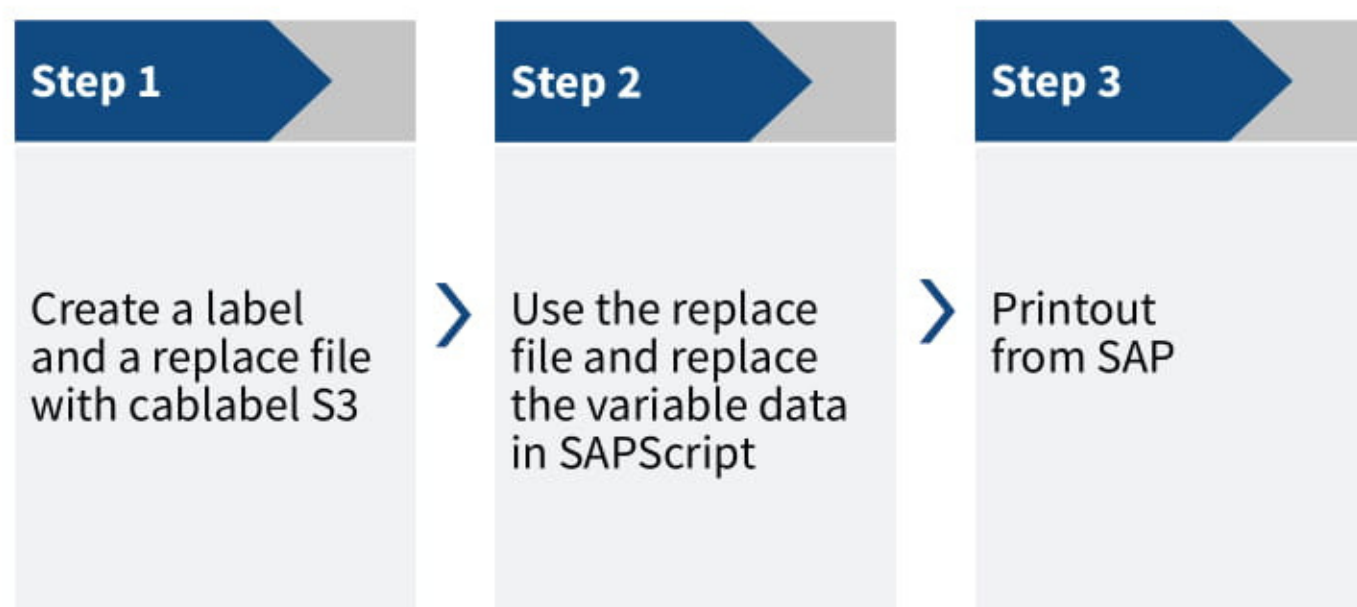 Step 1
Create a label
and a replace file
with cablabel S3
Step 2
Use the replace
file and replace
the variable data
in SAPScript
Step 3
Printout
from SAP